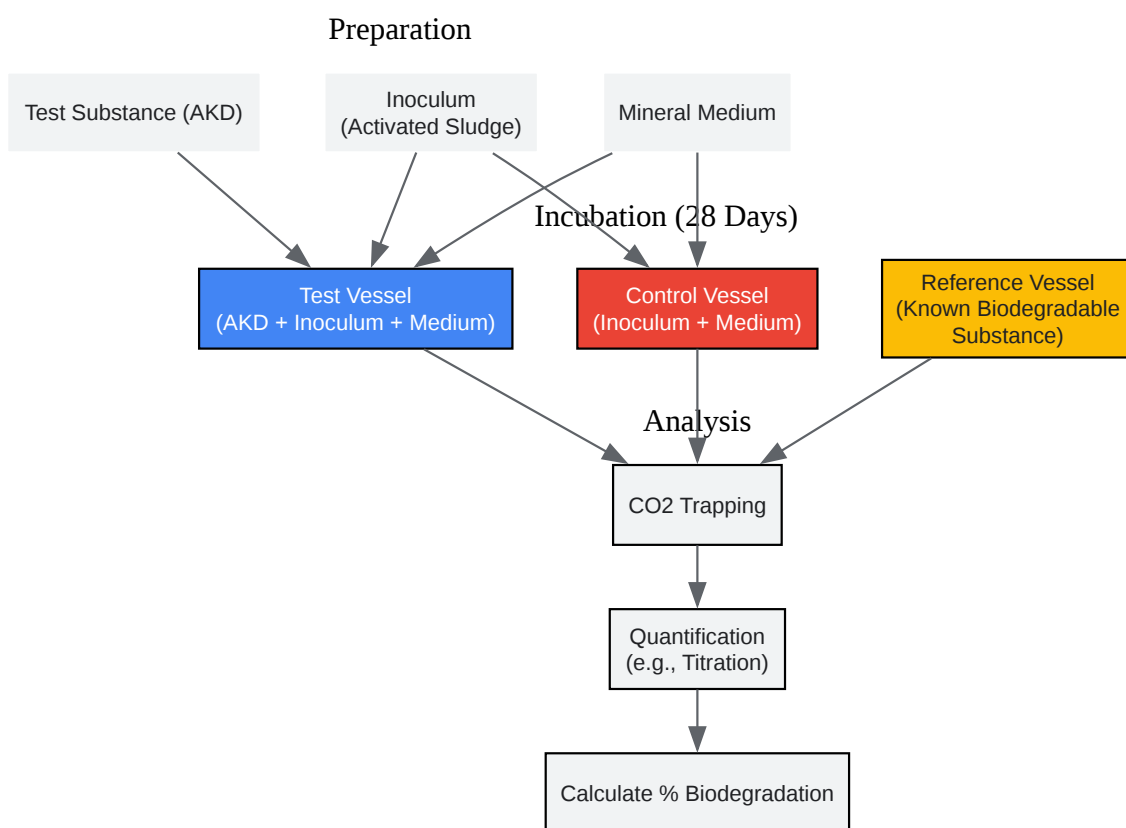 Preparation
Test Substance (AKD)
Inoculum
(Activated Sludge)
Mineral Medium
Incubation (28 Days)
Test Vessel
(AKD + Inoculum + Medium)
Control Vessel
(Inoculum + Medium)
Reference Vessel
(Known Biodegradable
Substance)
Analysis
CO2 Trapping
Quantification
(e.g., Titration)
Calculate % Biodegradation